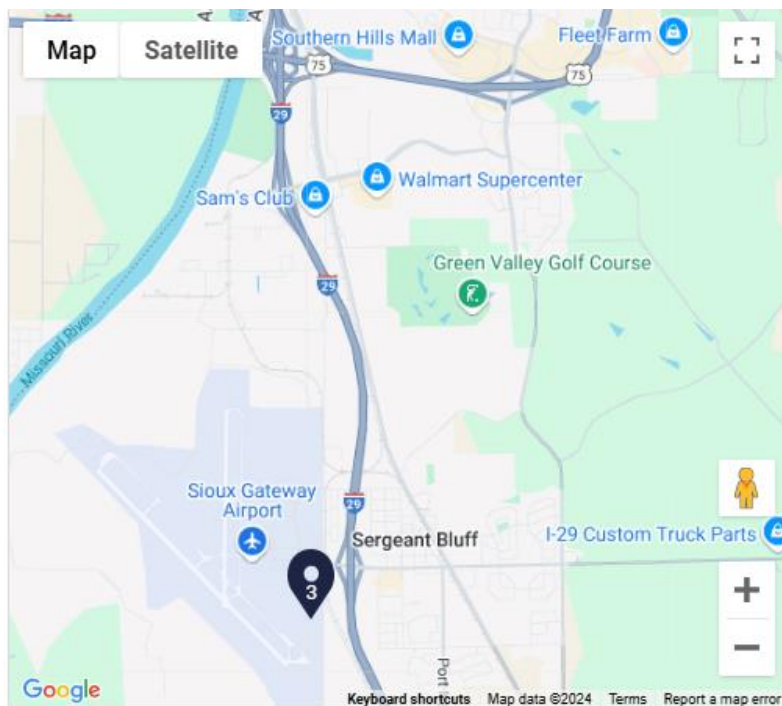 A
A
Map
Satellite
Southern Hills Mall
Fleet Farm
75
75
29
Sam's Club
Walmart Supercenter
Green Valley Golf Course
29
Missouri River
Sioux Gateway
Airport
29
Sergeant Bluff
I-29 Custom Truck Parts
3
+
−
Port
Google
Keyboard shortcuts
Map data ©2024
Terms
Report a map error